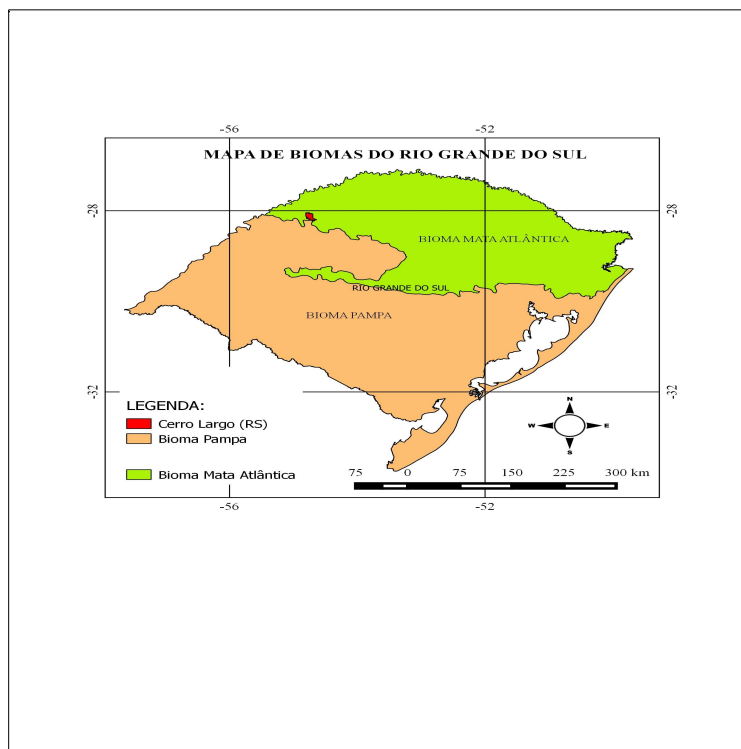 -56 -52
MAPA DE BIOMAS DO RIO GRANDE DO SUL
-28 -28
BIOMA MATA ATLÂNTICA
RIO GRANDE DO SUL
BIOMA PAMPA
-32
LEGENDA:
Cerro Largo (RS)
Bioma Pampa
Bioma Mata Atlântica
N
W E
S
75 0 75 150 225 300 km
-56 -52